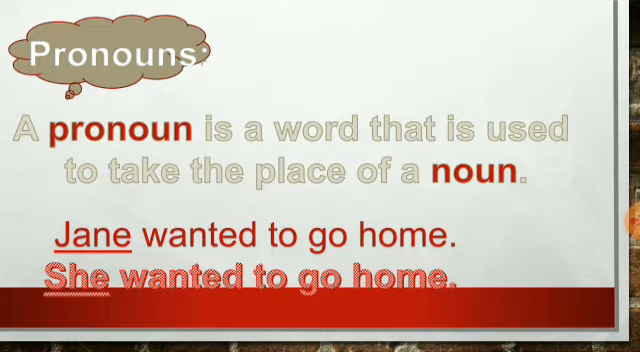 Pronouns:
A pronoun is a word that is used
to take the place of a noun.
Jane wanted to go home.
She wanted to go home.